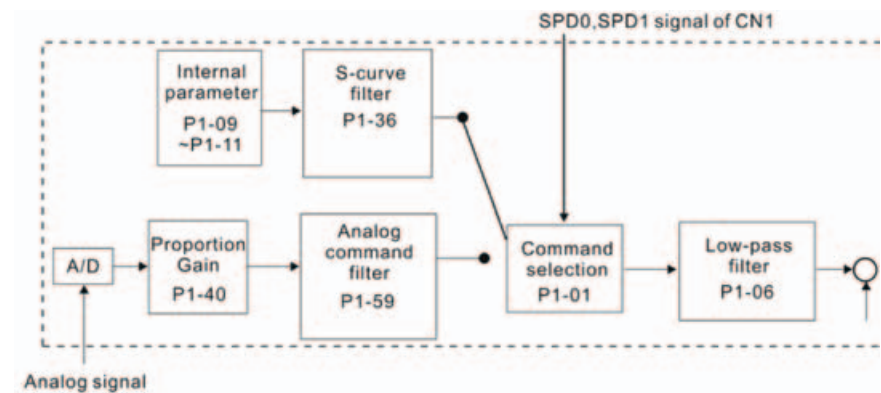 SPD0,SPD1 signal of CN1
Internal
parameter
P1-09
~P1-11
S-curve
filter
P1-36
A/D
Proportion
Gain
P1-40
Analog
command
filter
P1-59
Command
selection
P1-01
Low-pass
filter
P1-06
Analog signal